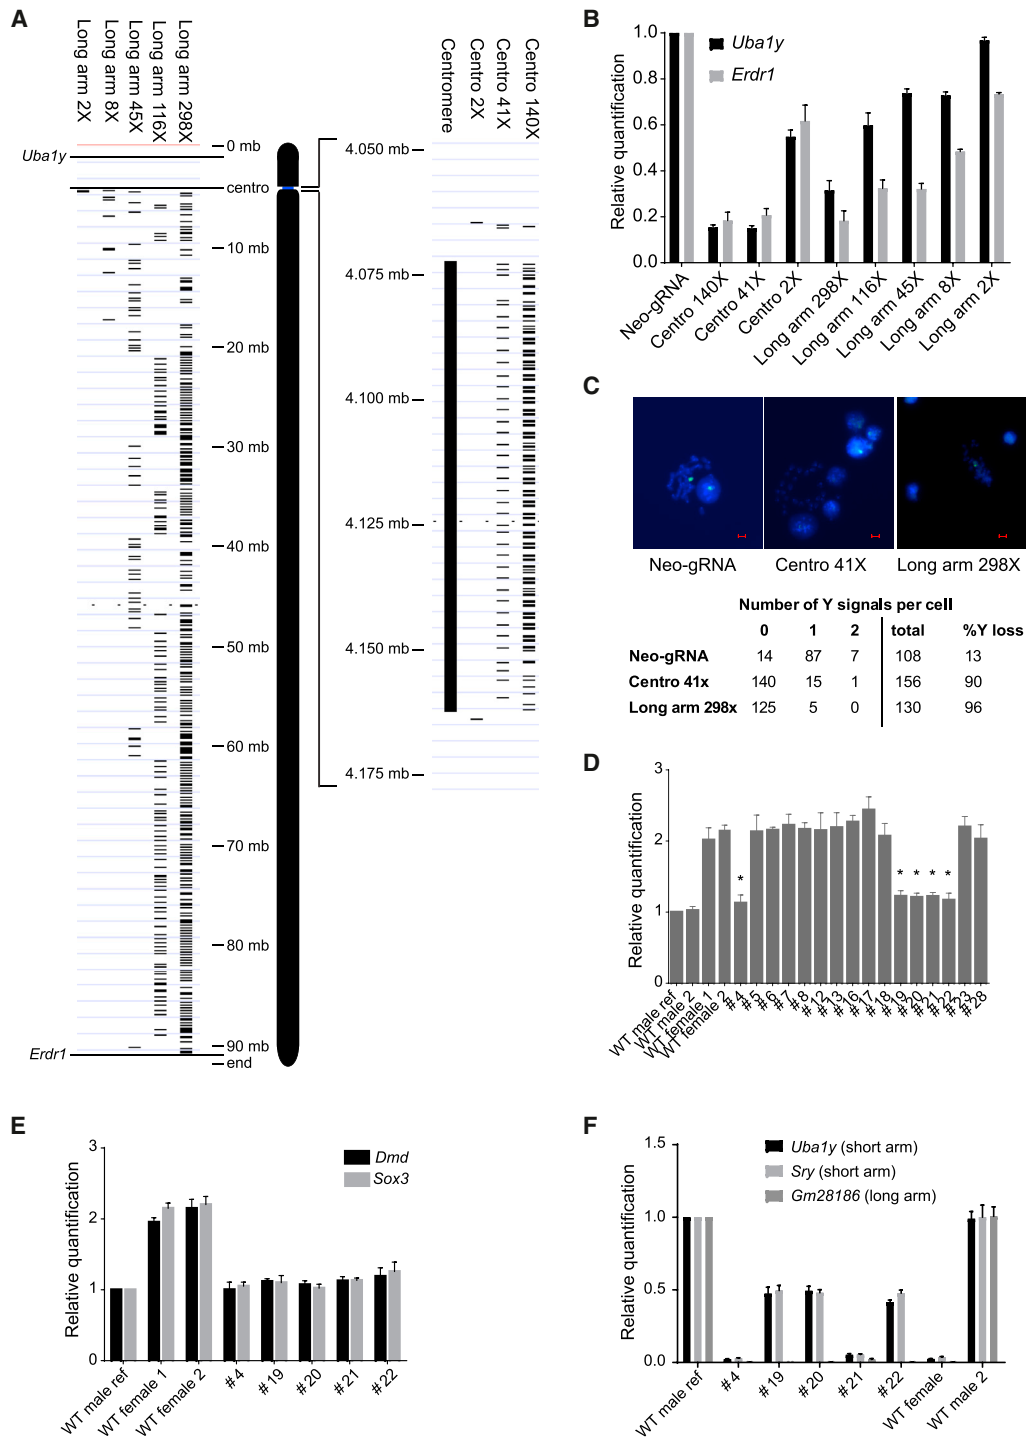 A
Long arm 2X
Long arm 8X
Long arm 45X
Long arm 116X
Long arm 298X
Uba1y
centro
0 mb
10 mb
20 mb
30 mb
40 mb
50 mb
60 mb
70 mb
80 mb
90 mb
end
Erdr1
Centromere
Centro 2X
Centro 41X
Centro 140X
4.050 mb
4.075 mb
4.100 mb
4.125 mb
4.150 mb
4.175 mb
B
Relative quantification
1.0
0.8
0.6
0.4
0.2
0.0
Uba1y
Erdr1
Neo-gRNA
Centro 140X
Centro 41X
Centro 2X
Long arm 298X
Long arm 116X
Long arm 45X
Long arm 8X
Long arm 2X
C
Neo-gRNA Centro 41X Long arm 298X
Number of Y signals per cell
0 1 2 total %Y loss
Neo-gRNA 14 87 7 108 13
Centro 41x 140 15 1 156 90
Long arm 298x 125 5 0 130 96
D
Relative quantification
3
2
1
0
* * * * *
WT male ref
WT male 2
WT female 1
WT female 2
#4
#5
#6
#7
#8
#12
#13
#16
#17
#18
#19
#20
#21
#22
#23
#28
E
Relative quantification
3
2
1
0
Dmd
Sox3
WT male ref
WT female 1
WT female 2
#4
#19
#20
#21
#22
F
Relative quantification
1.5
1.0
0.5
0.0
Uba1y (short arm)
Sry (short arm)
Gm28186 (long arm)
WT male ref
#4
#19
#20
#21
#22
WT female
WT male 2